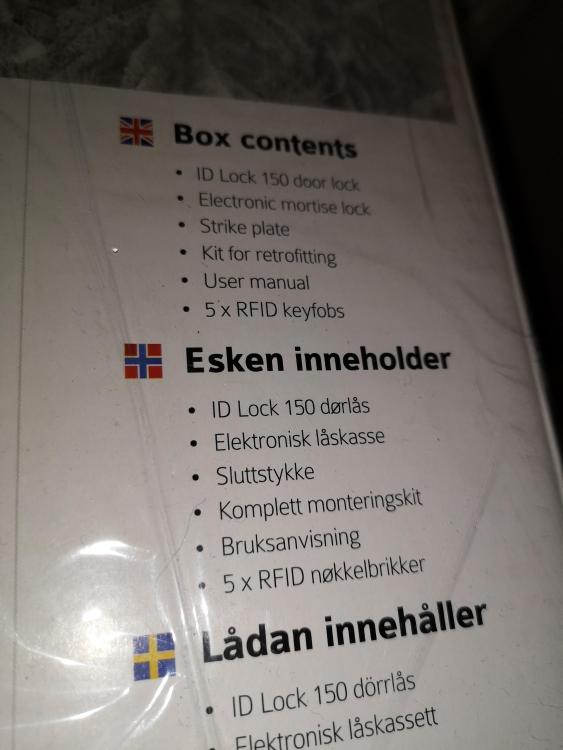 Box contents
• ID Lock 150 door lock
• Electronic mortise lock
• Strike plate
• Kit for retrofitting
• User manual
• 5 x RFID keyfobs
Esken inneholder
• ID Lock 150 dørlås
• Elektronisk låskasse
• Sluttstykke
• Komplett monteringskit
• Bruksanvisning
• 5 x RFID nøkkelbrikker
Lådan innehåller
• ID Lock 150 dörrlås
• Elektronisk låskassett